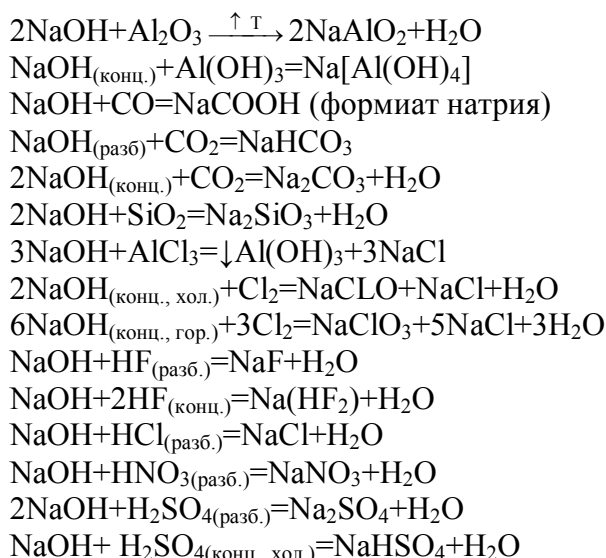 2NaOH+Al₂O₃ —↑ T→ 2NaAlO₂+H₂O
NaOH₍конц.₎+Al(OH)₃=Na[Al(OH)₄]
NaOH+CO=NaCOOH (формиат натрия)
NaOH₍разб₎+CO₂=NaHCO₃
2NaOH₍конц.₎+CO₂=Na₂CO₃+H₂O
2NaOH+SiO₂=Na₂SiO₃+H₂O
3NaOH+AlCl₃=↓Al(OH)₃+3NaCl
2NaOH₍конц., хол.₎+Cl₂=NaCLO+NaCl+H₂O
6NaOH₍конц., гор.₎+3Cl₂=NaClO₃+5NaCl+3H₂O
NaOH+HF₍разб.₎=NaF+H₂O
NaOH+2HF₍конц.₎=Na(HF₂)+H₂O
NaOH+HCl₍разб.₎=NaCl+H₂O
NaOH+HNO₃₍разб.₎=NaNO₃+H₂O
2NaOH+H₂SO₄₍разб.₎=Na₂SO₄+H₂O
NaOH+ H₂SO₄₍конц., хол.₎=NaHSO₄+H₂O